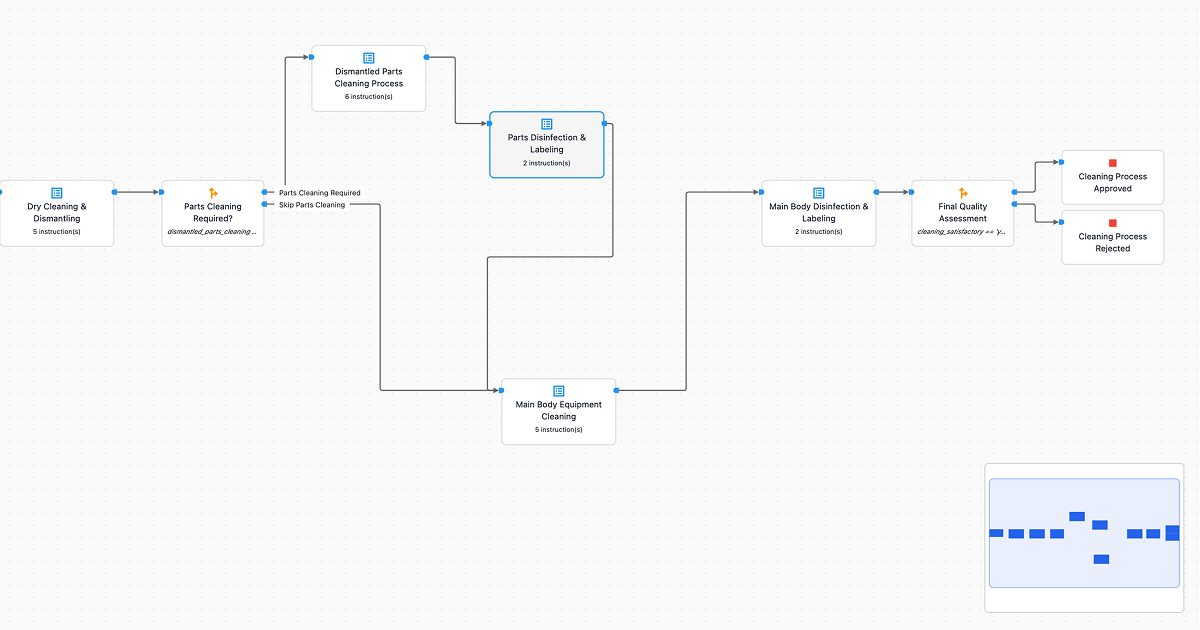 Dismantled Parts
Cleaning Process
6 instruction(s)
Parts Disinfection &
Labeling
2 instruction(s)
Dry Cleaning &
Dismantling
5 instruction(s)
Parts Cleaning
Required?
dismantled_parts_cleaning ...
Parts Cleaning Required
Skip Parts Cleaning
Main Body Equipment
Cleaning
5 instruction(s)
Main Body Disinfection &
Labeling
2 instruction(s)
Final Quality
Assessment
cleaning_satisfactory == 'y...
Cleaning Process
Approved
Cleaning Process
Rejected